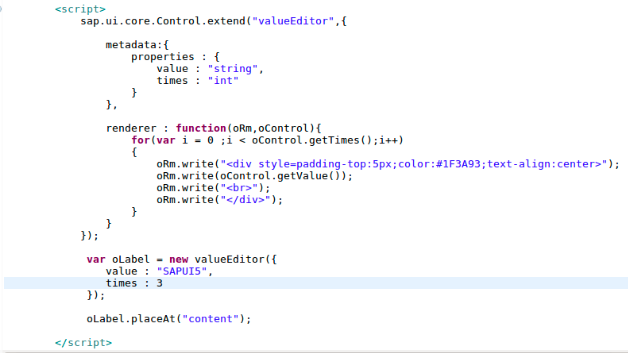 <script>
sap.ui.core.Control.extend("valueEditor",{
metadata:{
properties : {
value : "string",
times : "int"
}
},
renderer : function(oRm,oControl){
for(var i = 0 ;i < oControl.getTimes();i++)
{
oRm.write("<div style=padding-top:5px;color:#1F3A93;text-align:center>");
oRm.write(oControl.getValue());
oRm.write("<br>");
oRm.write("</div>");
}
}
});
var oLabel = new valueEditor({
value : "SAPUI5",
times : 3
});
oLabel.placeAt("content");
</script>